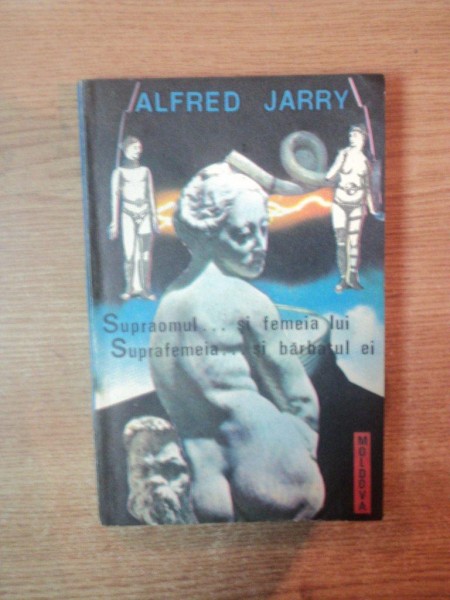 ALFRED JARRY
Supraomul... și femeia lui
Suprafemeia... și bărbatul ei
MOLDOVA